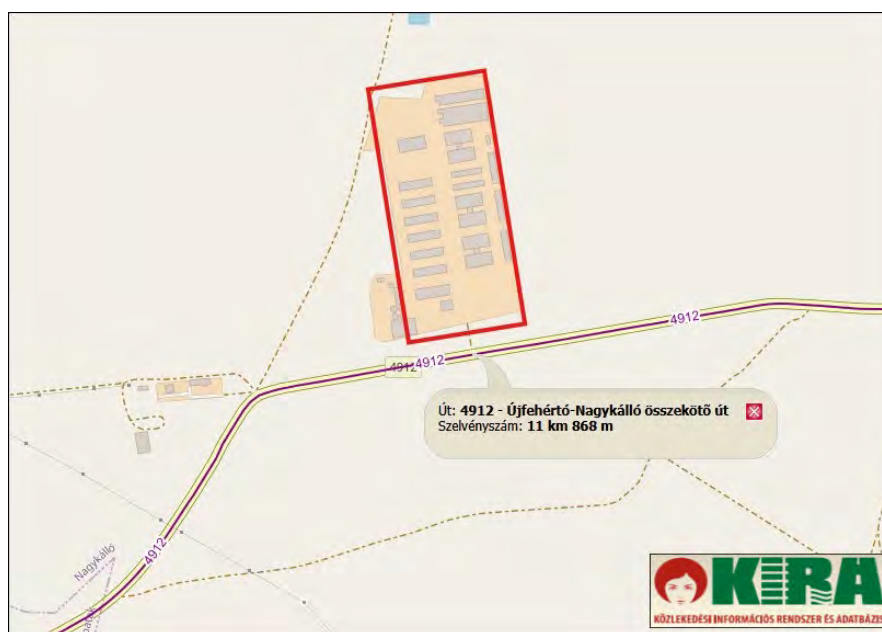 4912
4912
4912
Út: 4912 - Újfehértó-Nagykálló összekötő út
Szelvényszám: 11 km 868 m
4912
Nagykálló
KIRA
KÖZLEKEDÉSI INFORMÁCIÓS RENDSZER ÉS ADATBÁZIS